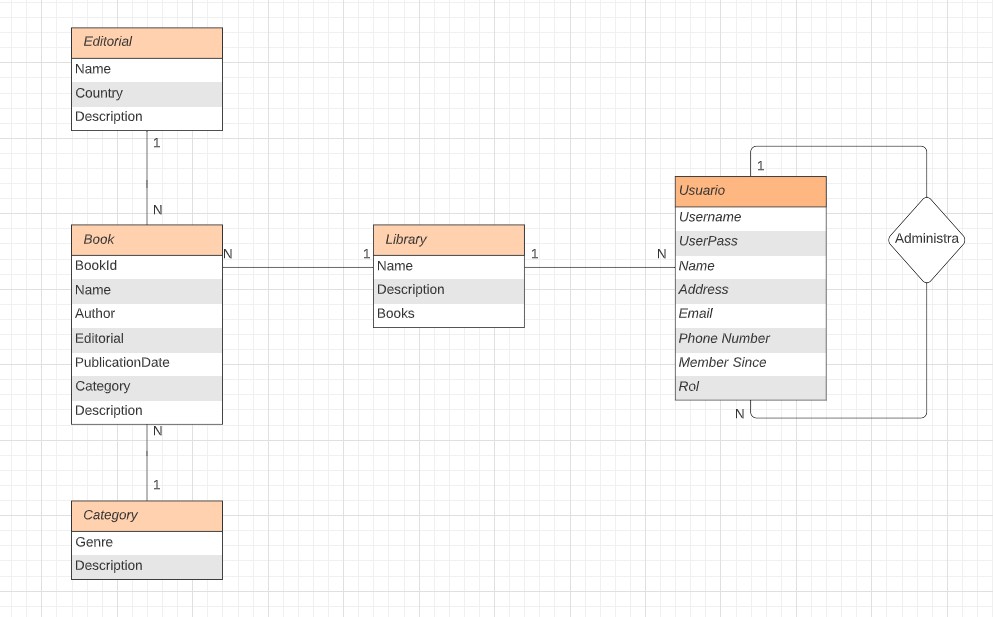 Editorial
Name
Country
Description
1
N
Book
BookId
Name
Author
Editorial
PublicationDate
Category
Description
N
1
Category
Genre
Description
N
1
Library
Name
Description
Books
1
N
Usuario
Username
UserPass
Name
Address
Email
Phone Number
Member Since
Rol
1
N
Administra